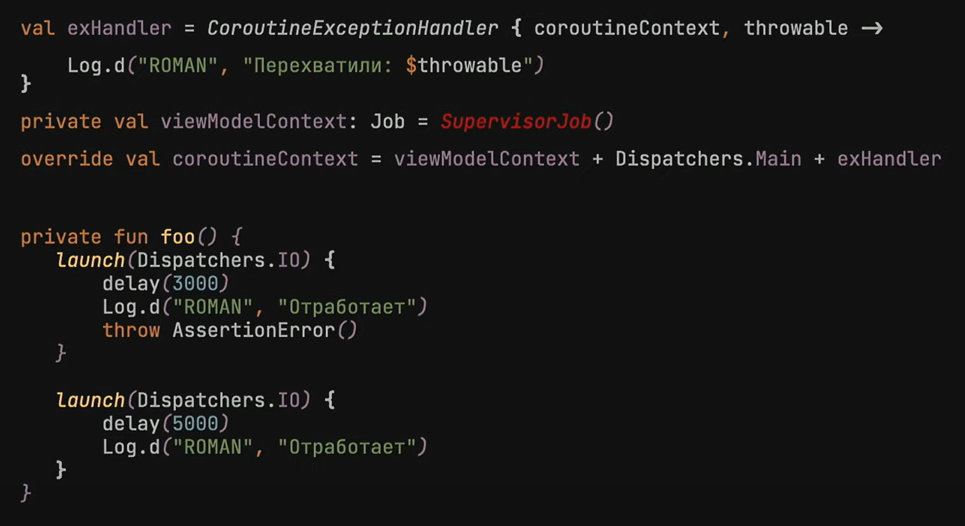 val exHandler = CoroutineExceptionHandler { coroutineContext, throwable ->
Log.d("ROMAN", "Перехватили: $throwable")
}
private val viewModelContext: Job = SupervisorJob()
override val coroutineContext = viewModelContext + Dispatchers.Main + exHandler
private fun foo() {
launch(Dispatchers.IO) {
delay(3000)
Log.d("ROMAN", "Отработает")
throw AssertionError()
}
launch(Dispatchers.IO) {
delay(5000)
Log.d("ROMAN", "Отработает")
}
}